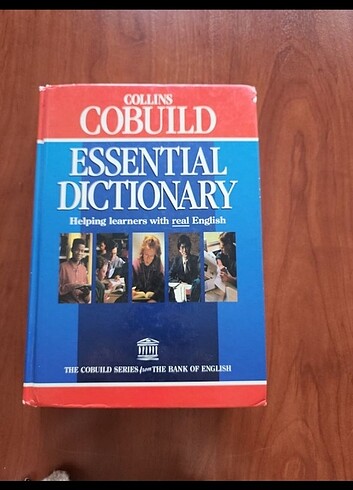 COLLINS
COBUILD
ESSENTIAL
DICTIONARY
Helping learners with real English
THE COBUILD SERIES from THE BANK OF ENGLISH